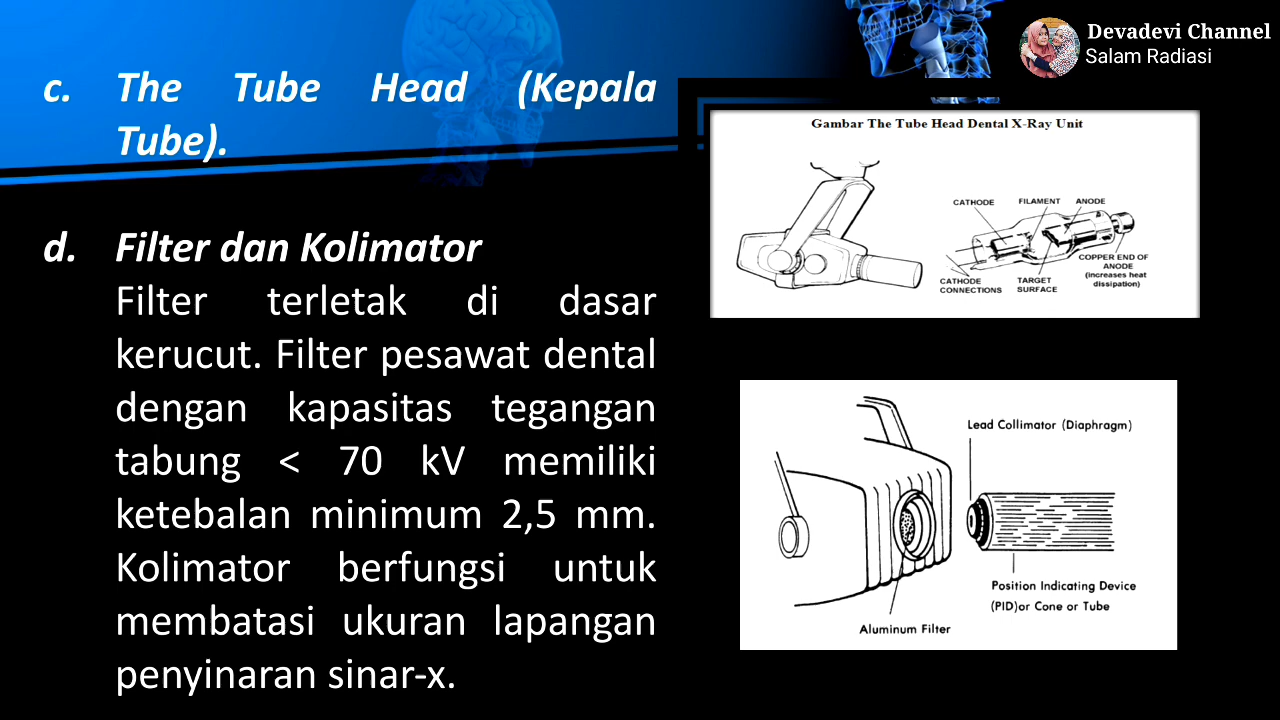 Devadevi Channel
Salam Radiasi
c. The Tube Head (Kepala
Tube).
d. Filter dan Kolimator
Filter terletak di dasar
kerucut. Filter pesawat dental
dengan kapasitas tegangan
tabung < 70 kV memiliki
ketebalan minimum 2,5 mm.
Kolimator berfungsi untuk
membatasi ukuran lapangan
penyinaran sinar-x.
Gambar The Tube Head Dental X-Ray Unit
CATHODE
FILAMENT
ANODE
COPPER END OF
ANODE
(increases heat
dissipation)
CATHODE
CONNECTIONS
TARGET
SURFACE
Lead Collimator (Diaphragm)
Position Indicating Device
(PID)or Cone or Tube
Aluminum Filter